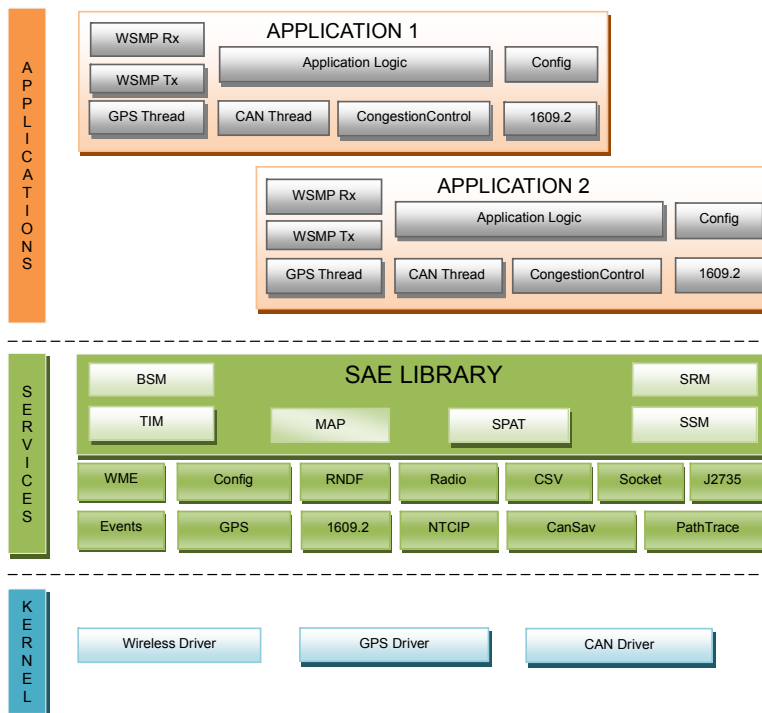 APPLICATIONS
APPLICATION 1
WSMP Rx
WSMP Tx
Application Logic
Config
GPS Thread
CAN Thread
CongestionControl
1609.2
APPLICATION 2
WSMP Rx
WSMP Tx
Application Logic
Config
GPS Thread
CAN Thread
CongestionControl
1609.2
SERVICES
SAE LIBRARY
BSM
SRM
TIM
MAP
SPAT
SSM
WME
Config
RNDF
Radio
CSV
Socket
J2735
Events
GPS
1609.2
NTCIP
CanSav
PathTrace
KERNEL
Wireless Driver
GPS Driver
CAN Driver